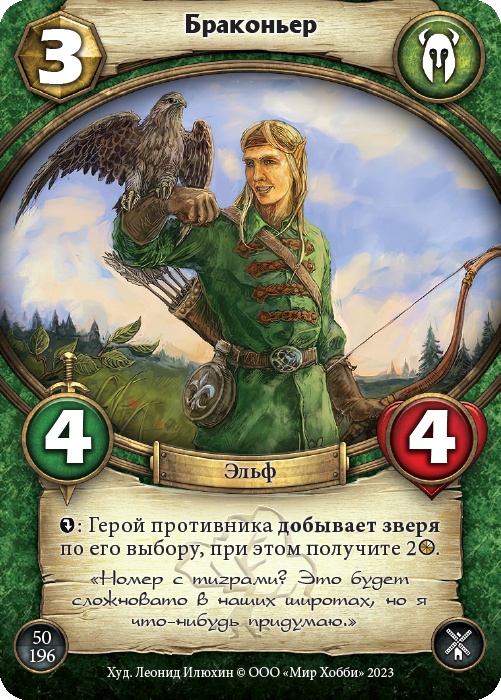 3
Браконьер
4
4
Эльф
: Герой противника добывает зверя
по его выбору, при этом получите 2.
«Номер с тиграми? Это будет
сложновато в наших широтах, но я
что-нибудь придумаю.»
50
196
Худ. Леонид Илюхин © ООО «Мир Хобби» 2023